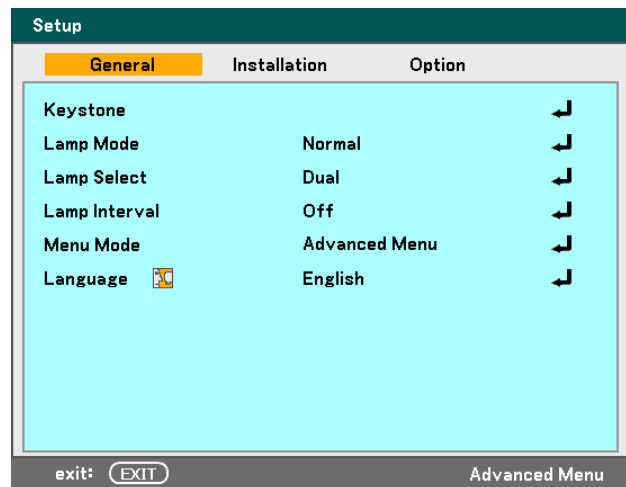 Setup
General Installation Option
Keystone
Lamp Mode Normal
Lamp Select Dual
Lamp Interval Off
Menu Mode Advanced Menu
Language English
exit: EXIT Advanced Menu